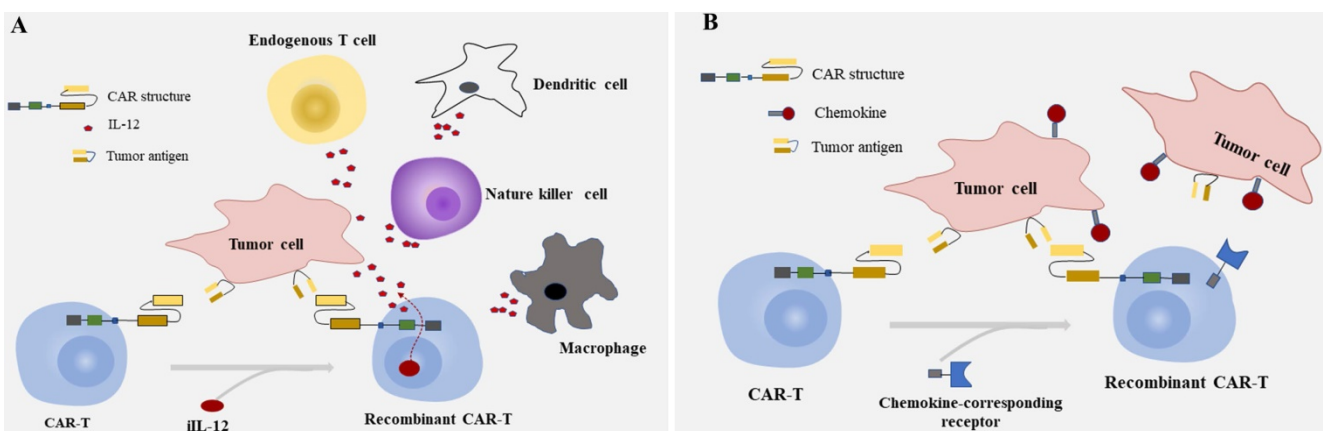 A
Endogenous T cell
Dendritic cell
CAR structure
IL-12
Tumor antigen
Nature killer cell
Tumor cell
Macrophage
CAR-T
iIL-12
Recombinant CAR-T
B
CAR structure
Chemokine
Tumor antigen
Tumor cell
Tumor cell
CAR-T
Chemokine-corresponding
receptor
Recombinant CAR-T